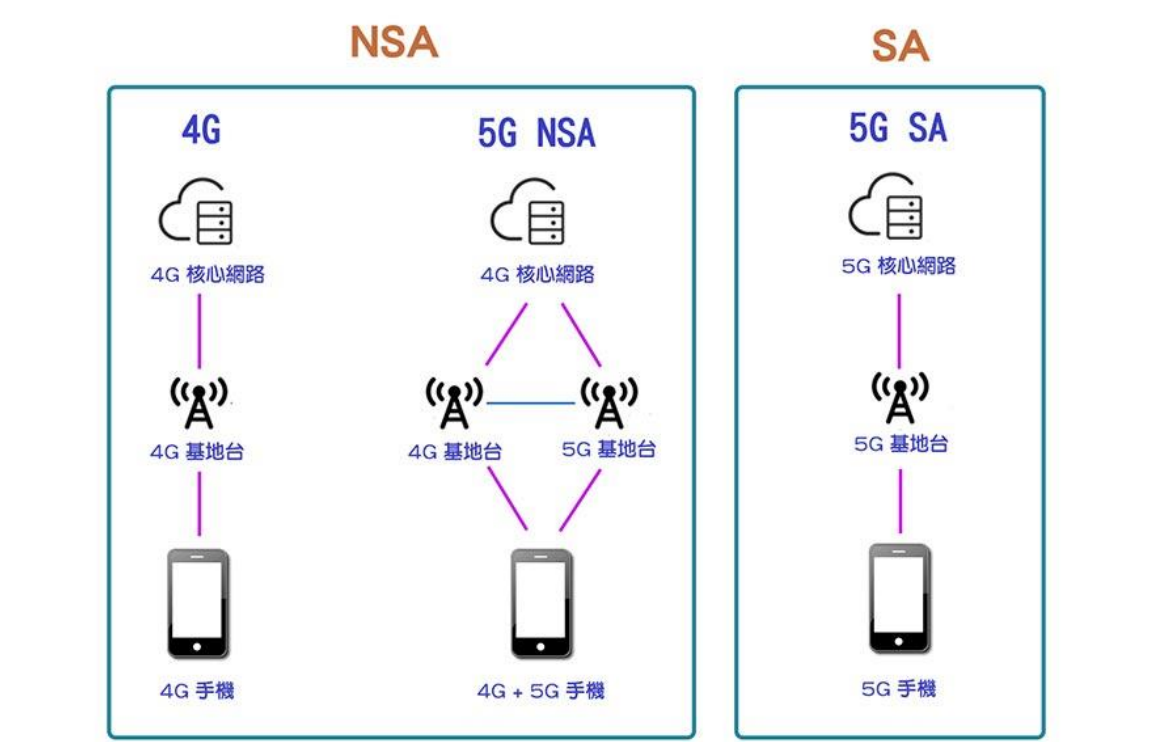 NSA
SA
4G
5G NSA
5G SA
4G 核心網路
4G 核心網路
5G 核心網路
4G 基地台
4G 基地台
5G 基地台
5G 基地台
4G 手機
4G + 5G 手機
5G 手機